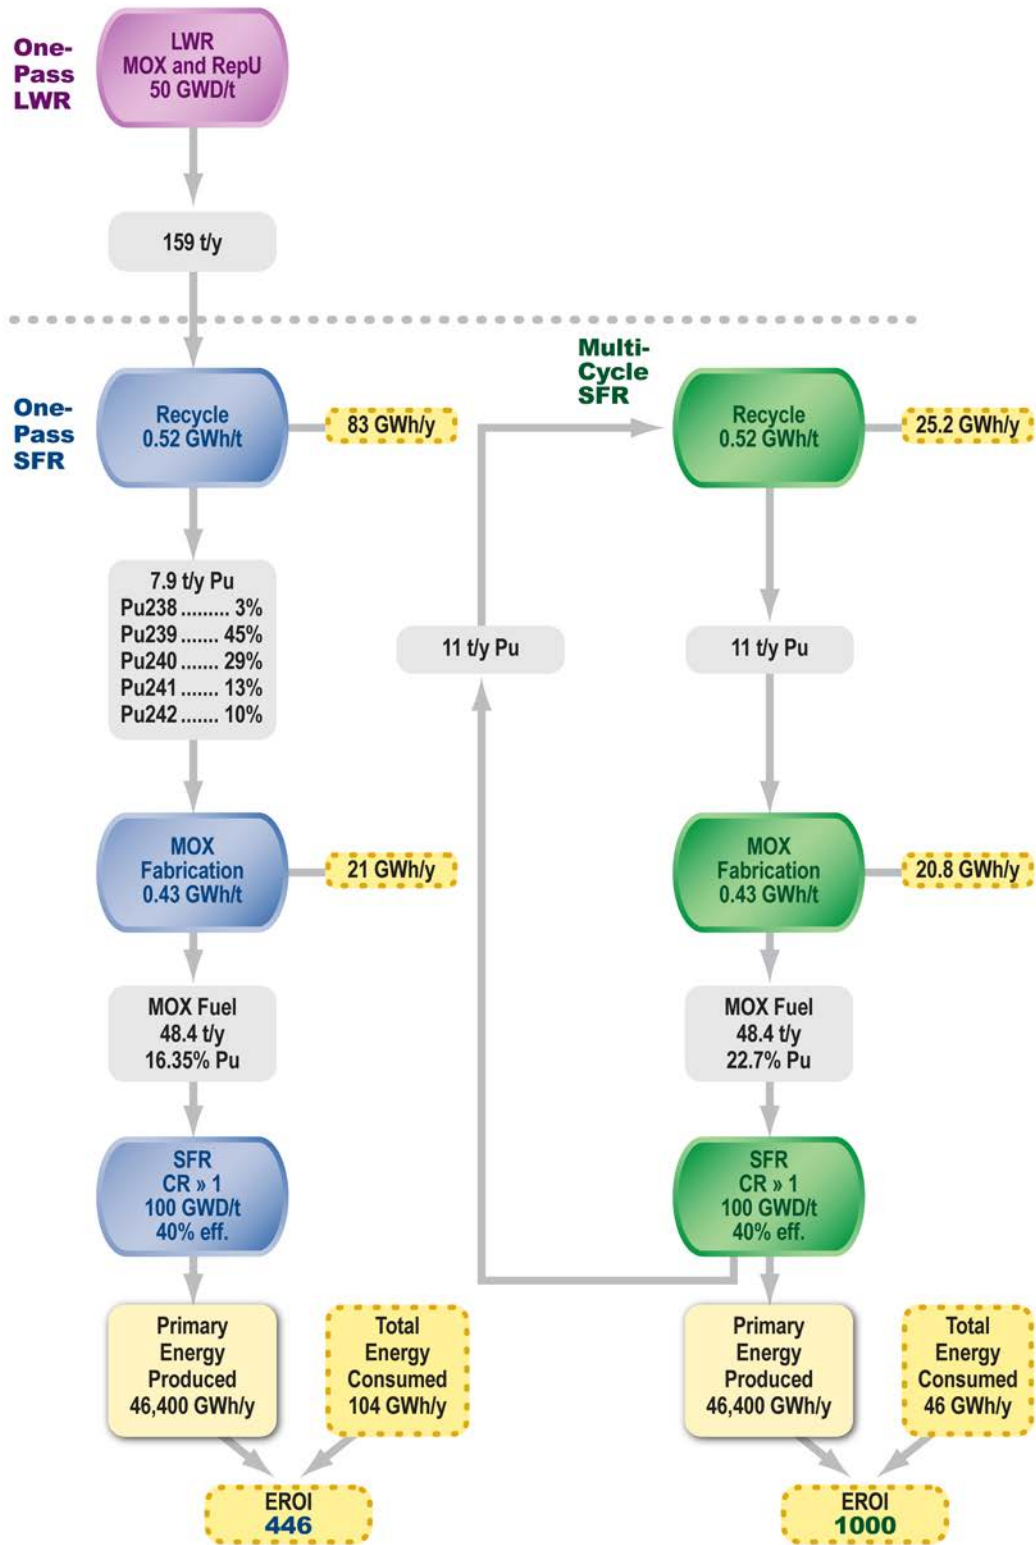 One-
Pass
LWR
LWR
MOX and RepU
50 GWD/t
159 t/y
One-
Pass
SFR
Recycle
0.52 GWh/t
83 GWh/y
7.9 t/y Pu
Pu238 ......... 3%
Pu239 ....... 45%
Pu240 ....... 29%
Pu241 ....... 13%
Pu242 ....... 10%
MOX
Fabrication
0.43 GWh/t
21 GWh/y
MOX Fuel
48.4 t/y
16.35% Pu
SFR
CR » 1
100 GWD/t
40% eff.
Primary
Energy
Produced
46,400 GWh/y
Total
Energy
Consumed
104 GWh/y
EROI
446
Multi-
Cycle
SFR
11 t/y Pu
Recycle
0.52 GWh/t
25.2 GWh/y
11 t/y Pu
MOX
Fabrication
0.43 GWh/t
20.8 GWh/y
MOX Fuel
48.4 t/y
22.7% Pu
SFR
CR » 1
100 GWD/t
40% eff.
Primary
Energy
Produced
46,400 GWh/y
Total
Energy
Consumed
46 GWh/y
EROI
1000